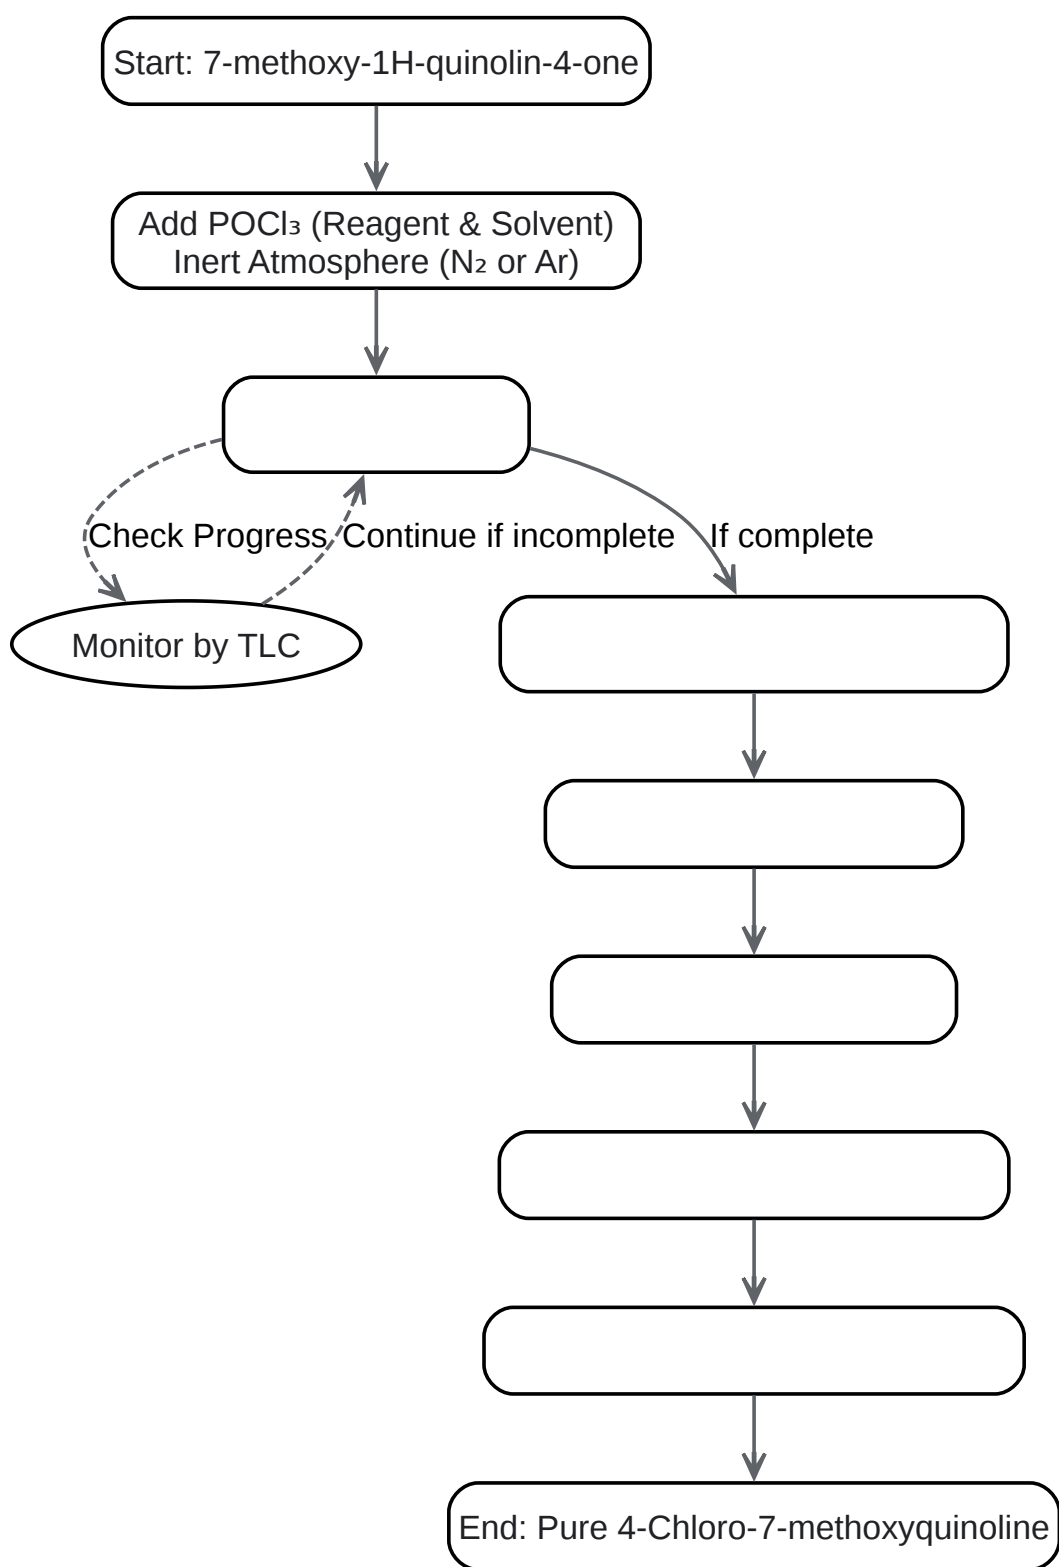 Start: 7-methoxy-1H-quinolin-4-one
Add POCl₃ (Reagent & Solvent)
Inert Atmosphere (N₂ or Ar)
Check Progress
Continue if incomplete
If complete
Monitor by TLC
End: Pure 4-Chloro-7-methoxyquinoline